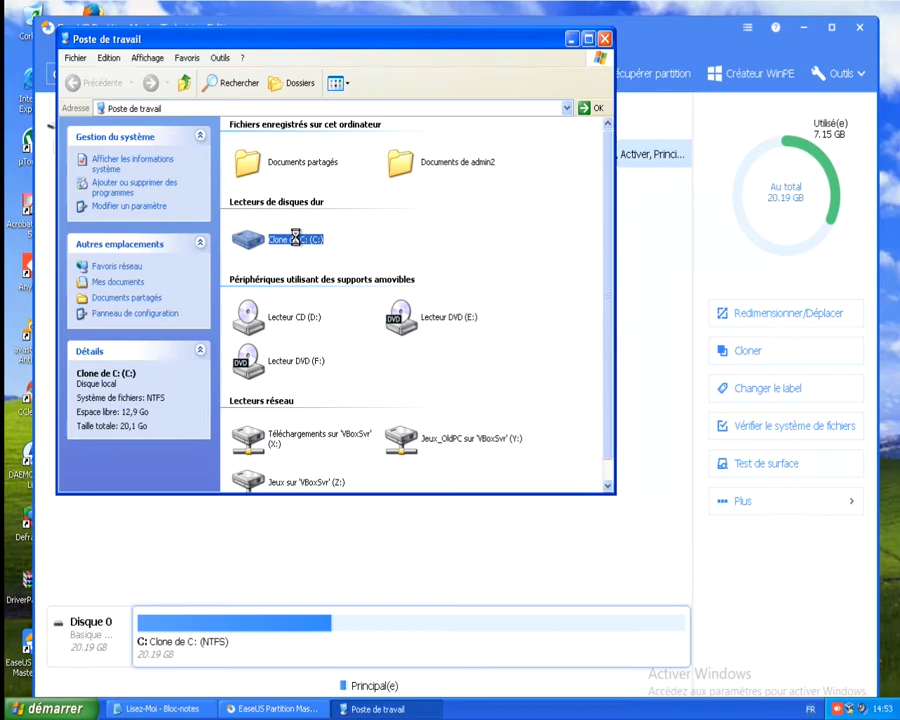 Poste de travail
Fichier Edition Affichage Favoris Outils ?
Précédente Rechercher Dossiers
Adresse Poste de travail OK
Gestion du système
Afficher les informations
système
Ajouter ou supprimer des
programmes
Modifier un paramètre
Autres emplacements
Favoris réseau
Mes documents
Documents partagés
Panneau de configuration
Détails
Clone de C: (C:)
Disque local
Système de fichiers: NTFS
Espace libre: 12,9 Go
Taille totale: 20,1 Go
Fichiers enregistrés sur cet ordinateur
Documents partagés Documents de admin2
Lecteurs de disques dur
Périphériques utilisant des supports amovibles
Lecteur CD (D:) Lecteur DVD (E:)
Lecteur DVD (F:)
Lecteurs réseau
Téléchargements sur 'VBoxSvr'
(X:)
Jeux_OldPC sur 'VBoxSvr' (Y:)
Jeux sur 'VBoxSvr' (Z:)
écupérer partition Créateur WinPE Outils
, Activer, Princi...
Utilisé(e)
7.15 GB
Au total
20.19 GB
Redimensionner/Déplacer
Cloner
Changer le label
Vérifier le système de fichiers
Test de surface
Plus
Disque 0
Basique ...
20.19 GB
C: Clone de C: (NTFS)
20.19 GB
Principal(e)
Activer Windows
Accédez aux paramètres pour activer Windows.
démarrer Lisez-Moi - Bloc-notes EaseUS Partition Mas... Poste de travail FR 14:53